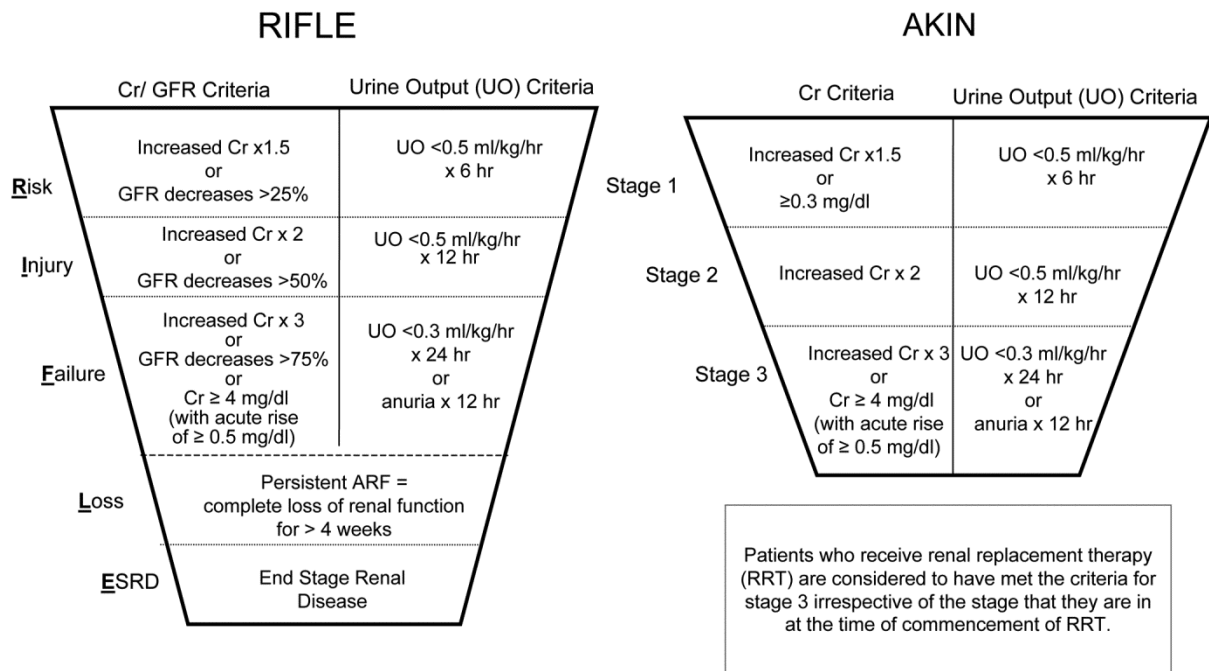 RIFLE
Cr/ GFR Criteria
Urine Output (UO) Criteria
Risk
Increased Cr x1.5
or
GFR decreases >25%
UO <0.5 ml/kg/hr
x 6 hr
Injury
Increased Cr x 2
or
GFR decreases >50%
UO <0.5 ml/kg/hr
x 12 hr
Failure
Increased Cr x 3
or
GFR decreases >75%
or
Cr ≥ 4 mg/dl
(with acute rise
of ≥ 0.5 mg/dl)
UO <0.3 ml/kg/hr
x 24 hr
or
anuria x 12 hr
Loss
Persistent ARF =
complete loss of renal function
for > 4 weeks
ESRD
End Stage Renal
Disease
AKIN
Cr Criteria
Urine Output (UO) Criteria
Stage 1
Increased Cr x1.5
or
≥0.3 mg/dl
UO <0.5 ml/kg/hr
x 6 hr
Stage 2
Increased Cr x 2
UO <0.5 ml/kg/hr
x 12 hr
Stage 3
Increased Cr x 3
or
Cr ≥ 4 mg/dl
(with acute rise
of ≥ 0.5 mg/dl)
UO <0.3 ml/kg/hr
x 24 hr
or
anuria x 12 hr
Patients who receive renal replacement therapy
(RRT) are considered to have met the criteria for
stage 3 irrespective of the stage that they are in
at the time of commencement of RRT.